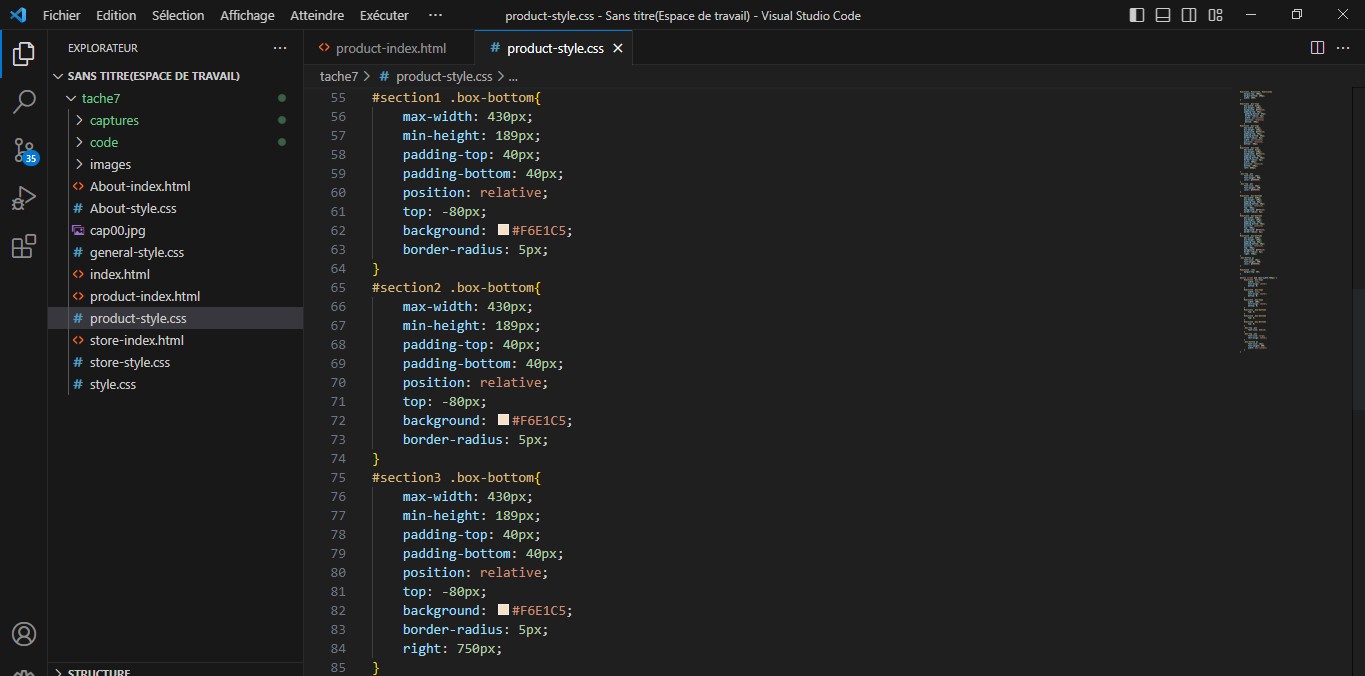 Fichier Edition Sélection Affichage Atteindre Exécuter ··· product-style.css - Sans titre(Espace de travail) - Visual Studio Code
EXPLORATEUR ···
SANS TITRE(ESPACE DE TRAVAIL)
tache7
captures
code
35
images
About-index.html
About-style.css
cap00.jpg
general-style.css
index.html
product-index.html
product-style.css
store-index.html
store-style.css
style.css
STRUCTURE
product-index.html
# product-style.css
tache7 > # product-style.css > ...
55 #section1 .box-bottom{
56 max-width: 430px;
57 min-height: 189px;
58 padding-top: 40px;
59 padding-bottom: 40px;
60 position: relative;
61 top: -80px;
62 background: #F6E1C5;
63 border-radius: 5px;
64 }
65 #section2 .box-bottom{
66 max-width: 430px;
67 min-height: 189px;
68 padding-top: 40px;
69 padding-bottom: 40px;
70 position: relative;
71 top: -80px;
72 background: #F6E1C5;
73 border-radius: 5px;
74 }
75 #section3 .box-bottom{
76 max-width: 430px;
77 min-height: 189px;
78 padding-top: 40px;
79 padding-bottom: 40px;
80 position: relative;
81 top: -80px;
82 background: #F6E1C5;
83 border-radius: 5px;
84 right: 750px;
85 }